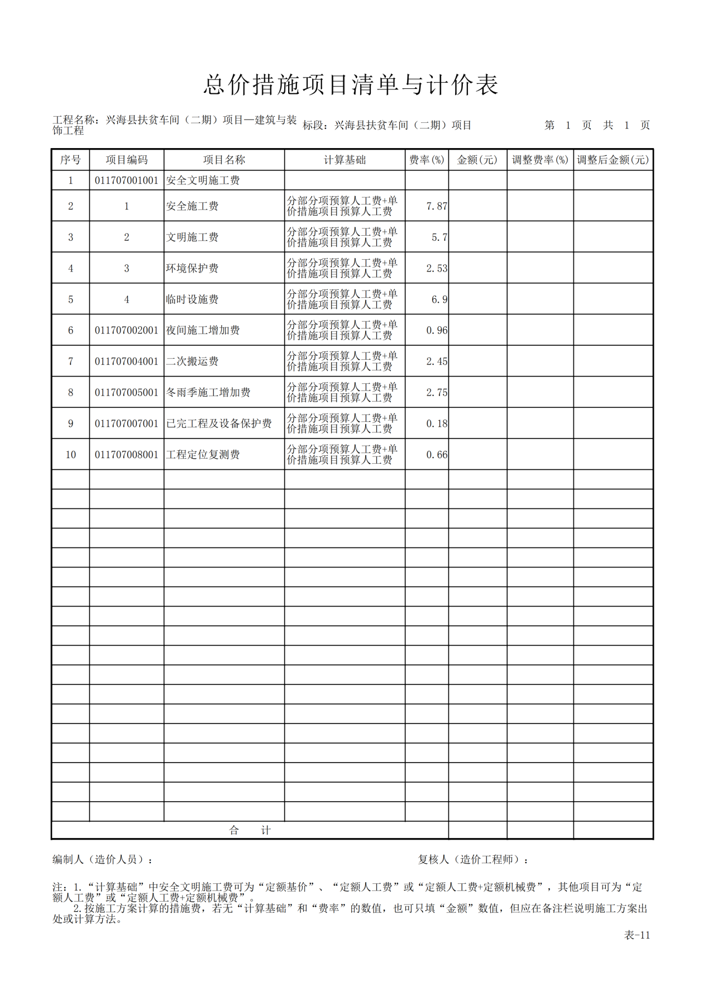 总价措施项目清单与计价表
工程名称：兴海县扶贫车间（二期）项目—建筑与装
饰工程
标段：兴海县扶贫车间（二期）项目
第 1 页 共 1 页
序号 项目编码 项目名称 计算基础 费率(%) 金额(元) 调整费率(%) 调整后金额(元)
1 011707001001 安全文明施工费
2 1 安全施工费 分部分项预算人工费+单
价措施项目预算人工费 7.87
3 2 文明施工费 分部分项预算人工费+单
价措施项目预算人工费 5.7
4 3 环境保护费 分部分项预算人工费+单
价措施项目预算人工费 2.53
5 4 临时设施费 分部分项预算人工费+单
价措施项目预算人工费 6.9
6 011707002001 夜间施工增加费 分部分项预算人工费+单
价措施项目预算人工费 0.96
7 011707004001 二次搬运费 分部分项预算人工费+单
价措施项目预算人工费 2.45
8 011707005001 冬雨季施工增加费 分部分项预算人工费+单
价措施项目预算人工费 2.75
9 011707007001 已完工程及设备保护费 分部分项预算人工费+单
价措施项目预算人工费 0.18
10 011707008001 工程定位复测费 分部分项预算人工费+单
价措施项目预算人工费 0.66
合 计
编制人（造价人员）： 复核人（造价工程师）：
注：1.“计算基础”中安全文明施工费可为“定额基价”、“定额人工费”或“定额人工费+定额机械费”，其他项目可为“定
额人工费”或“定额人工费+定额机械费”。
2.按施工方案计算的措施费，若无“计算基础”和“费率”的数值，也可只填“金额”数值，但应在备注栏说明施工方案出
处或计算方法。
表-11